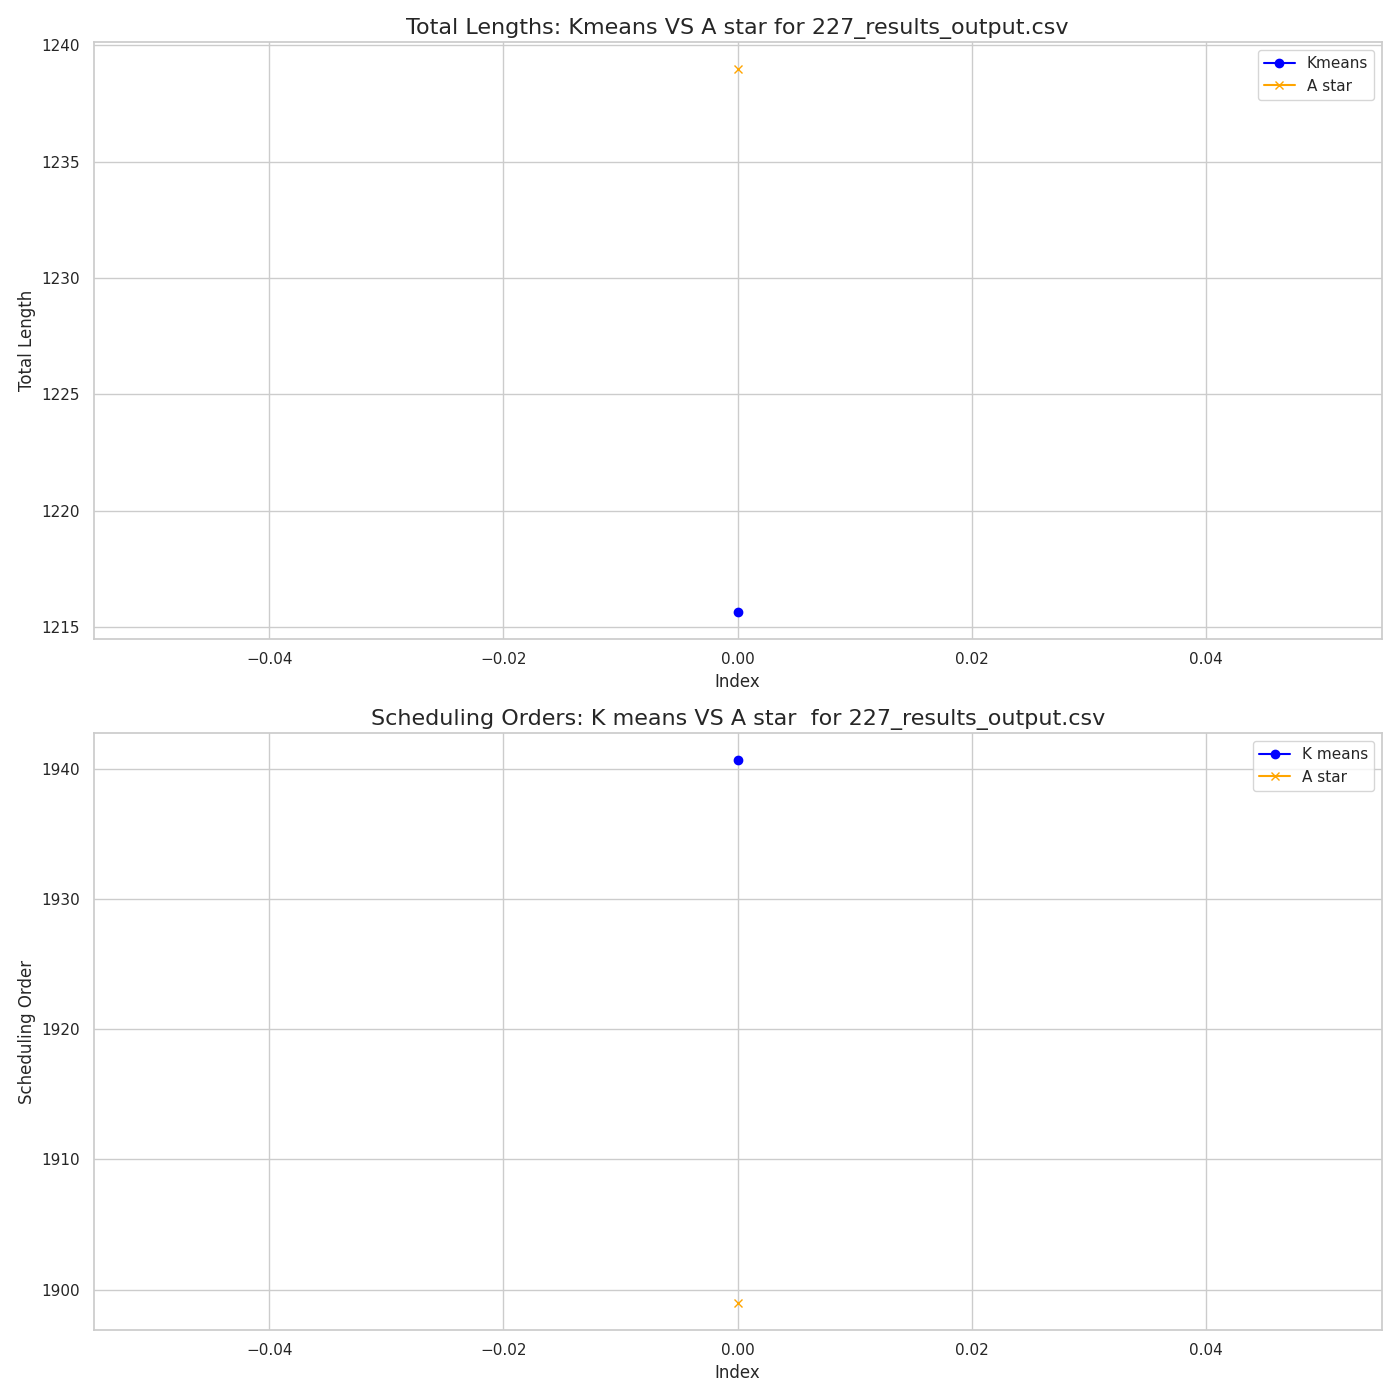 Total Lengths: Kmeans VS A star for 227_results_output.csv
Kmeans
A star
1240
1235
1230
1225
1220
1215
Total Length
−0.04
−0.02
0.00
0.02
0.04
Index
Scheduling Orders: K means VS A star  for 227_results_output.csv
K means
A star
1940
1930
1920
1910
1900
Scheduling Order
−0.04
−0.02
0.00
0.02
0.04
Index